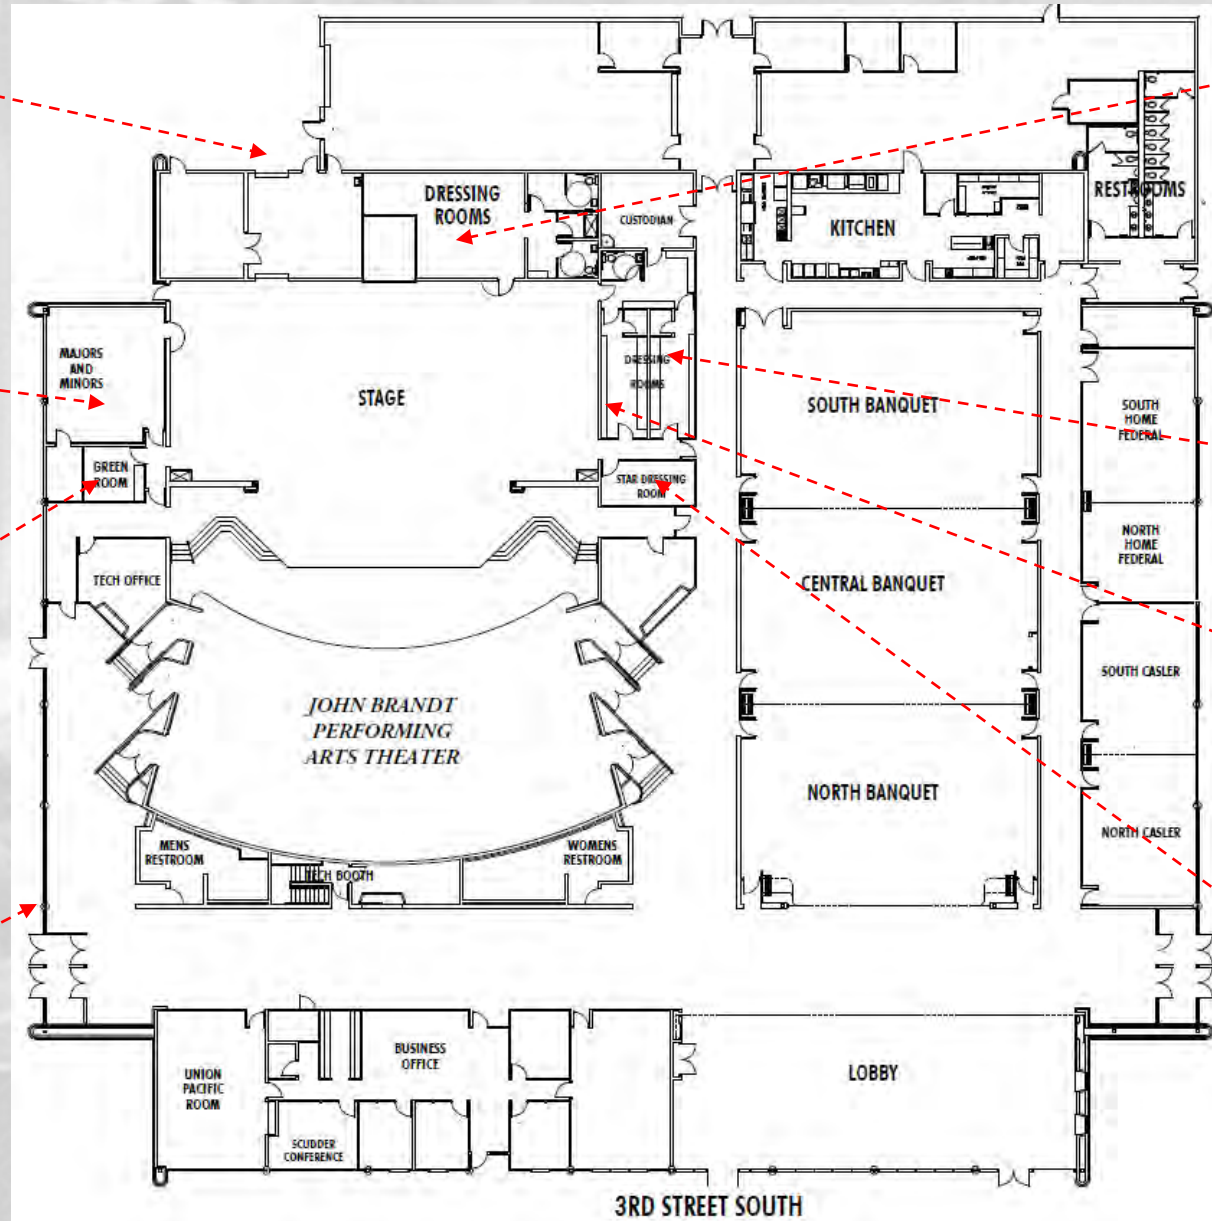 DRESSING
ROOMS
CUSTODIAN
KITCHEN
RESTROOMS
MAJORS
AND
MINORS
STAGE
DRESSING
ROOMS
SOUTH BANQUET
SOUTH
HOME
FEDERAL
GREEN
ROOM
STAR DRESSING
ROOM
NORTH
HOME
FEDERAL
TECH OFFICE
CENTRAL BANQUET
SOUTH CASLER
JOHN BRANDT
PERFORMING
ARTS THEATER
NORTH BANQUET
NORTH CASLER
MENS
RESTROOM
WOMENS
RESTROOM
TECH BOOTH
BUSINESS
OFFICE
UNION
PACIFIC
ROOM
LOBBY
SCUDDER
CONFERENCE
3RD STREET SOUTH